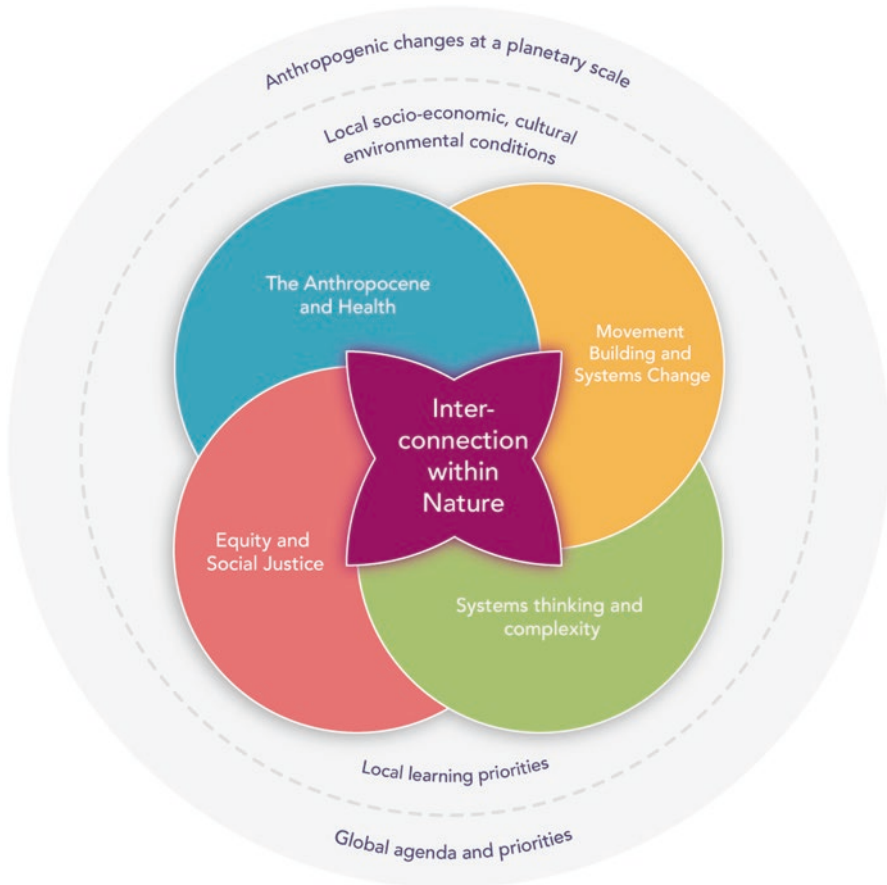 Anthropogenic changes at a planetary scale
Local socio-economic, cultural
environmental conditions
The Anthropocene
and Health
Movement
Building and
Systems Change
Inter-
connection
within
Nature
Equity and
Social Justice
Systems thinking and
complexity
Local learning priorities
Global agenda and priorities